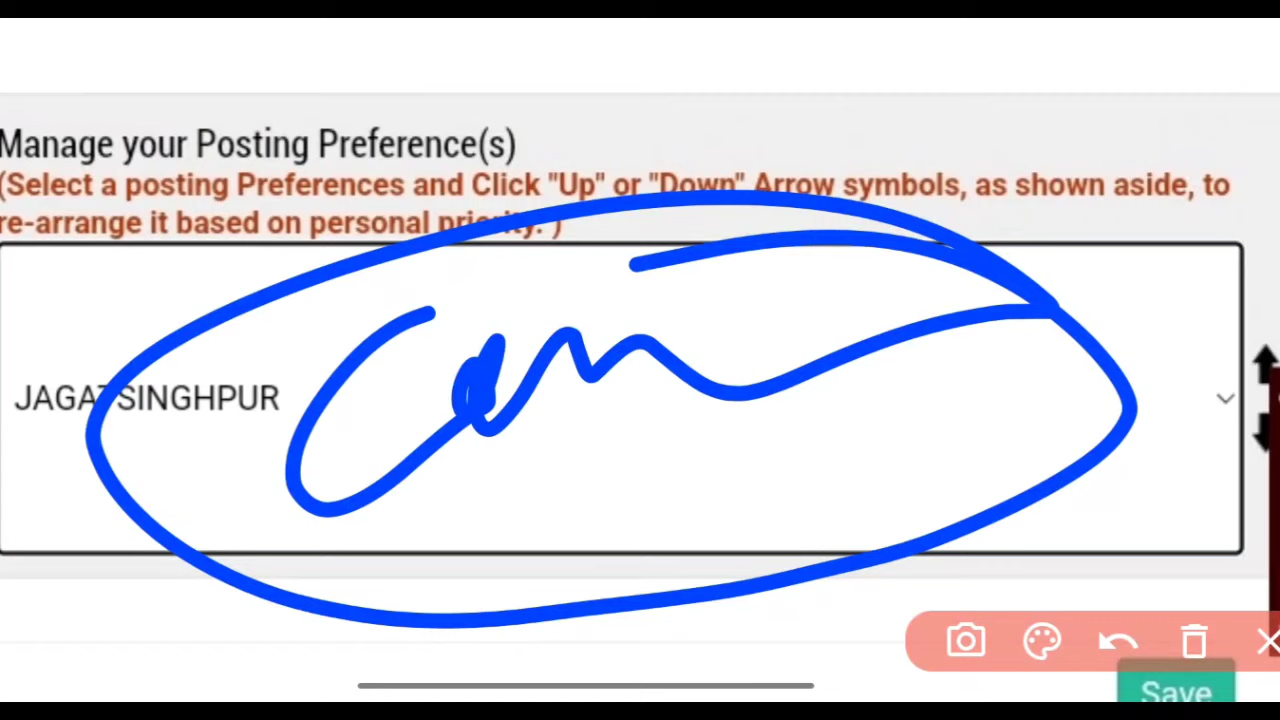 Manage your Posting Preference(s)
(Select a posting Preferences and Click "Up" or "Down" Arrow symbols, as shown aside, to
re-arrange it based on personal priority. )
JAGATSINGHPUR
Save